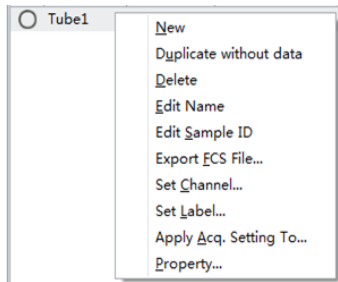 Tube1
New
Duplicate without data
Delete
Edit Name
Edit Sample ID
Export FCS File...
Set Channel...
Set Label...
Apply Acq. Setting To...
Property...